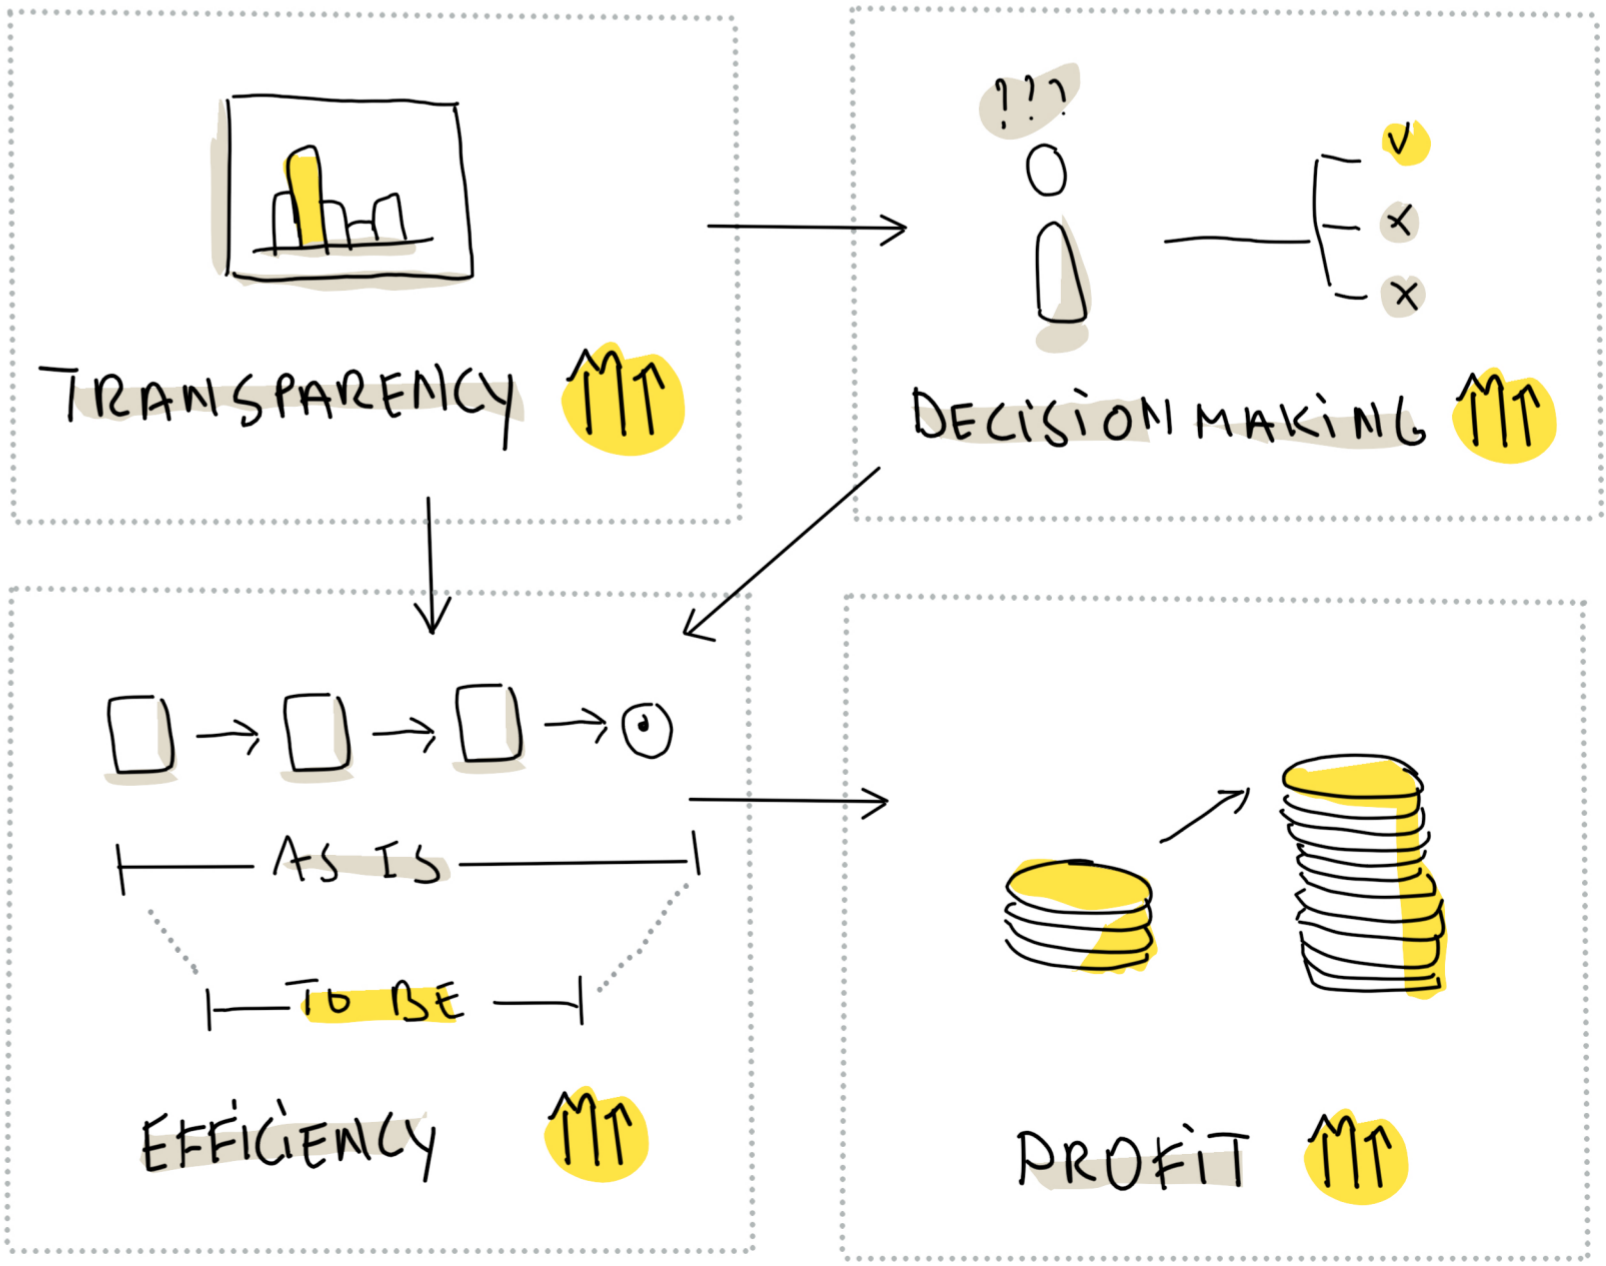 ???
TRANSPARENCY
DECISION MAKING
AS IS
TO BE
EFFICIENCY
PROFIT